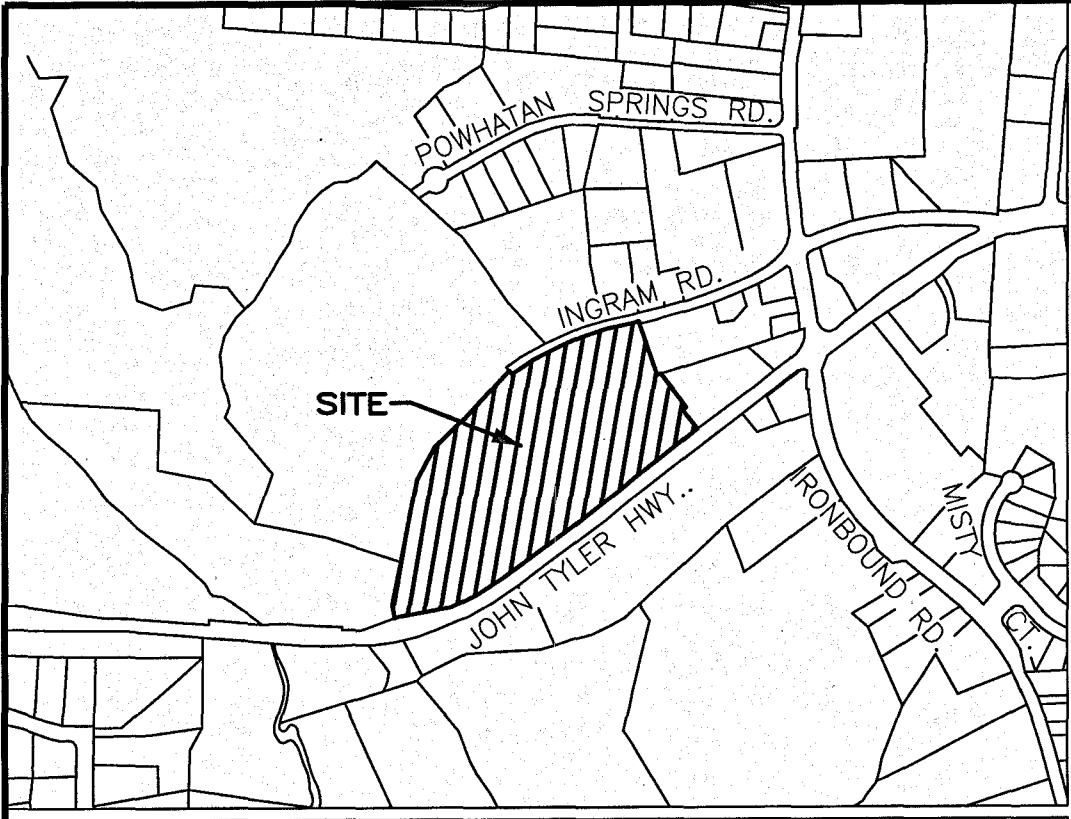 POWHATAN SPRINGS RD.
INGRAM RD.
SITE
JOHN TYLER HWY..
IRONBOUND RD.
MISTY CT.